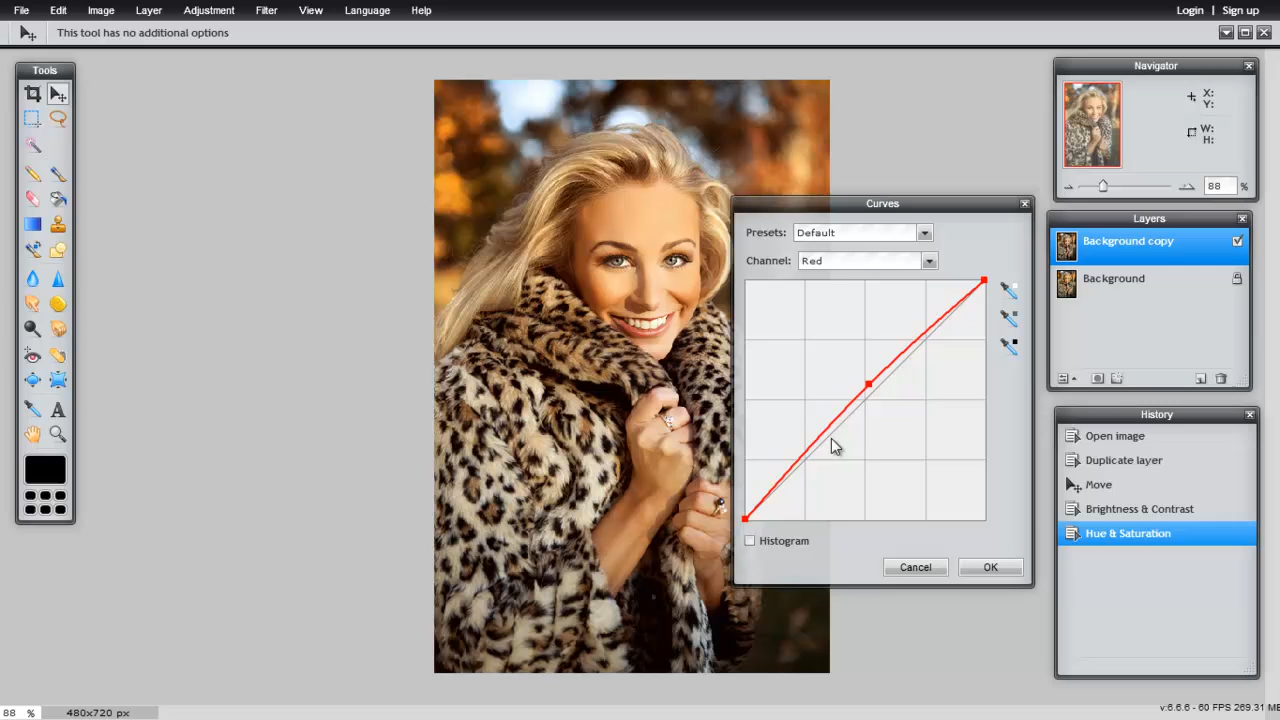 File Edit Image Layer Adjustment Filter View Language Help Login | Sign up
This tool has no additional options
Tools
Navigator
X:
Y:
W:
H:
88 %
Curves
Presets: Default
Channel: Red
Histogram
Cancel OK
Layers
Background copy
Background
History
Open image
Duplicate layer
Move
Brightness & Contrast
Hue & Saturation
A
88 % 480x720 px
v:6.6.6 - 60 FPS 269.31 ME